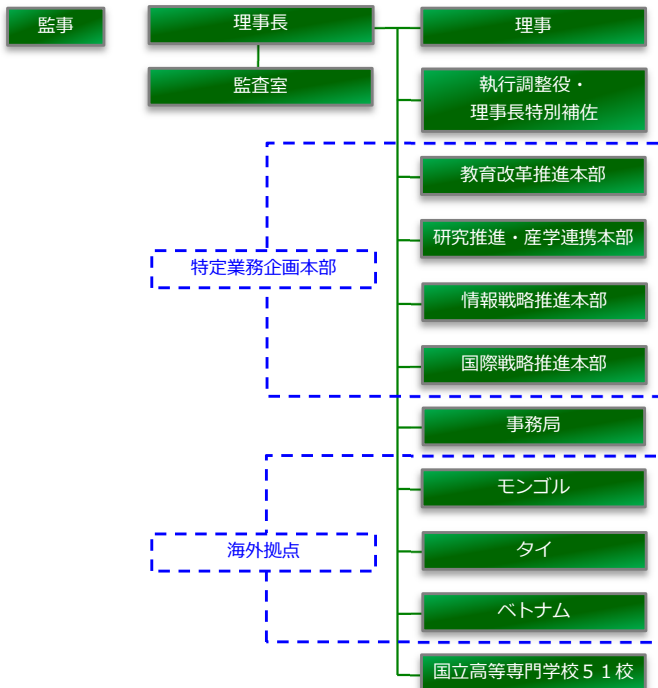 監事
理事長
理事
監査室
執行調整役・
理事長特別補佐
教育改革推進本部
研究推進・産学連携本部
特定業務企画本部
情報戦略推進本部
国際戦略推進本部
事務局
モンゴル
海外拠点
タイ
ベトナム
国立高等専門学校５１校